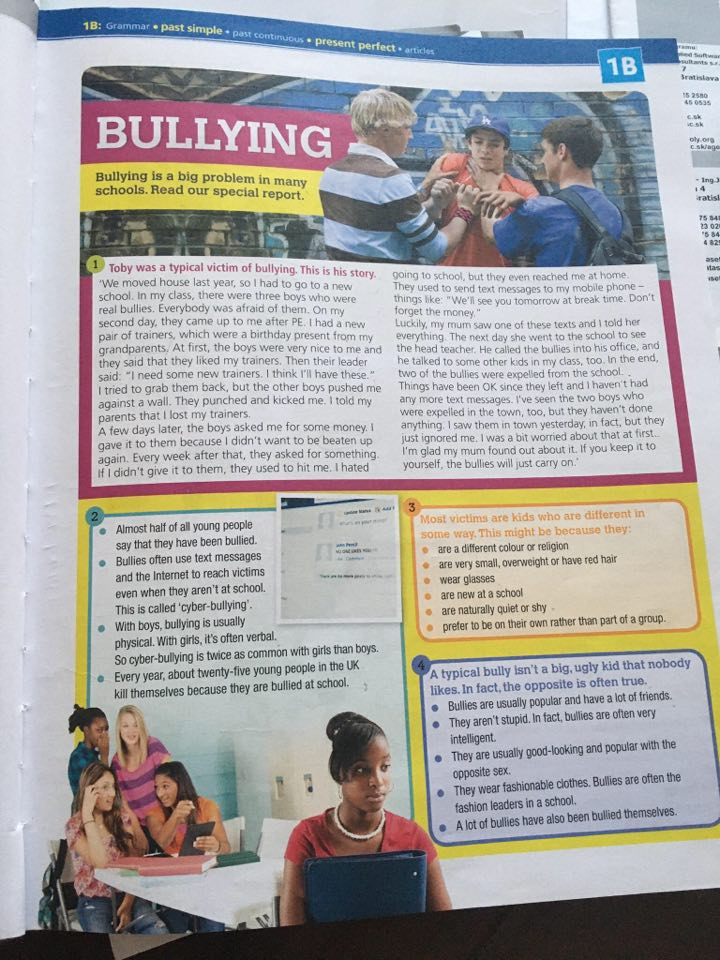 1B: Grammar • past simple • past continuous • present perfect • articles
1B
BULLYING
Bullying is a big problem in many
schools. Read our special report.
1 Toby was a typical victim of bullying. This is his story.
'We moved house last year, so I had to go to a new
school. In my class, there were three boys who were
real bullies. Everybody was afraid of them. On my
second day, they came up to me after PE. I had a new
pair of trainers, which were a birthday present from my
grandparents. At first, the boys were very nice to me and
they said that they liked my trainers. Then their leader
said: "I need some new trainers. I think I'll have these."
I tried to grab them back, but the other boys pushed me
against a wall. They punched and kicked me. I told my
parents that I lost my trainers.
A few days later, the boys asked me for some money. I
gave it to them because I didn't want to be beaten up
again. Every week after that, they asked for something.
If I didn't give it to them, they used to hit me. I hated
going to school, but they even reached me at home.
They used to send text messages to my mobile phone –
things like: "We'll see you tomorrow at break time. Don't
forget the money."
Luckily, my mum saw one of these texts and I told her
everything. The next day she went to the school to see
the head teacher. He called the bullies into his office, and
he talked to some other kids in my class, too. In the end,
two of the bullies were expelled from the school.
Things have been OK since they left and I haven't had
any more text messages. I've seen the two boys who
were expelled in the town, too, but they haven't done
anything. I saw them in town yesterday, in fact, but they
just ignored me. I was a bit worried about that at first.
I'm glad my mum found out about it. If you keep it to
yourself, the bullies will just carry on.'
2
• Almost half of all young people
say that they have been bullied.
• Bullies often use text messages
and the Internet to reach victims
even when they aren't at school.
This is called 'cyber-bullying'.
• With boys, bullying is usually
physical. With girls, it's often verbal.
So cyber-bullying is twice as common with girls than boys.
• Every year, about twenty-five young people in the UK
kill themselves because they are bullied at school.
Update Status
What's on your mind?
John Pencil
NO ONE LIKES YOU
3
Most victims are kids who are different in
some way. This might be because they:
• are a different colour or religion
• are very small, overweight or have red hair
• wear glasses
• are new at a school
• are naturally quiet or shy
• prefer to be on their own rather than part of a group.
4
A typical bully isn't a big, ugly kid that nobody
likes. In fact, the opposite is often true.
• Bullies are usually popular and have a lot of friends.
• They aren't stupid. In fact, bullies are often very
intelligent.
• They are usually good-looking and popular with the
opposite sex.
• They wear fashionable clothes. Bullies are often the
fashion leaders in a school.
• A lot of bullies have also been bullied themselves.
Bratislava